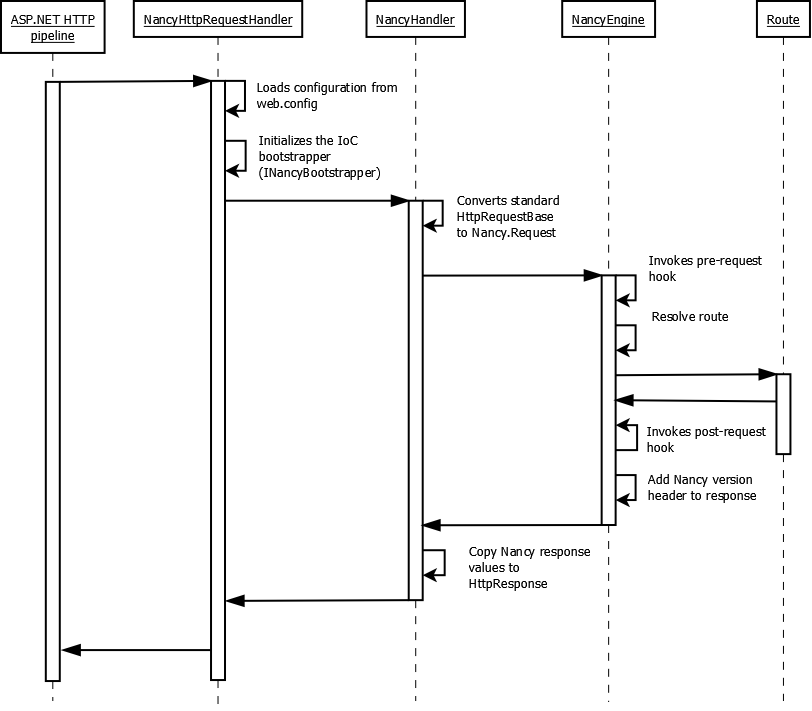 ASP.NET HTTP
pipeline
NancyHttpRequestHandler
NancyHandler
NancyEngine
Route
Loads configuration from
web.config
Initializes the IoC
bootstrapper
(INancyBootstrapper)
Converts standard
HttpRequestBase
to Nancy.Request
Invokes pre-request
hook
Resolve route
Invokes post-request
hook
Add Nancy version
header to response
Copy Nancy response
values to
HttpResponse